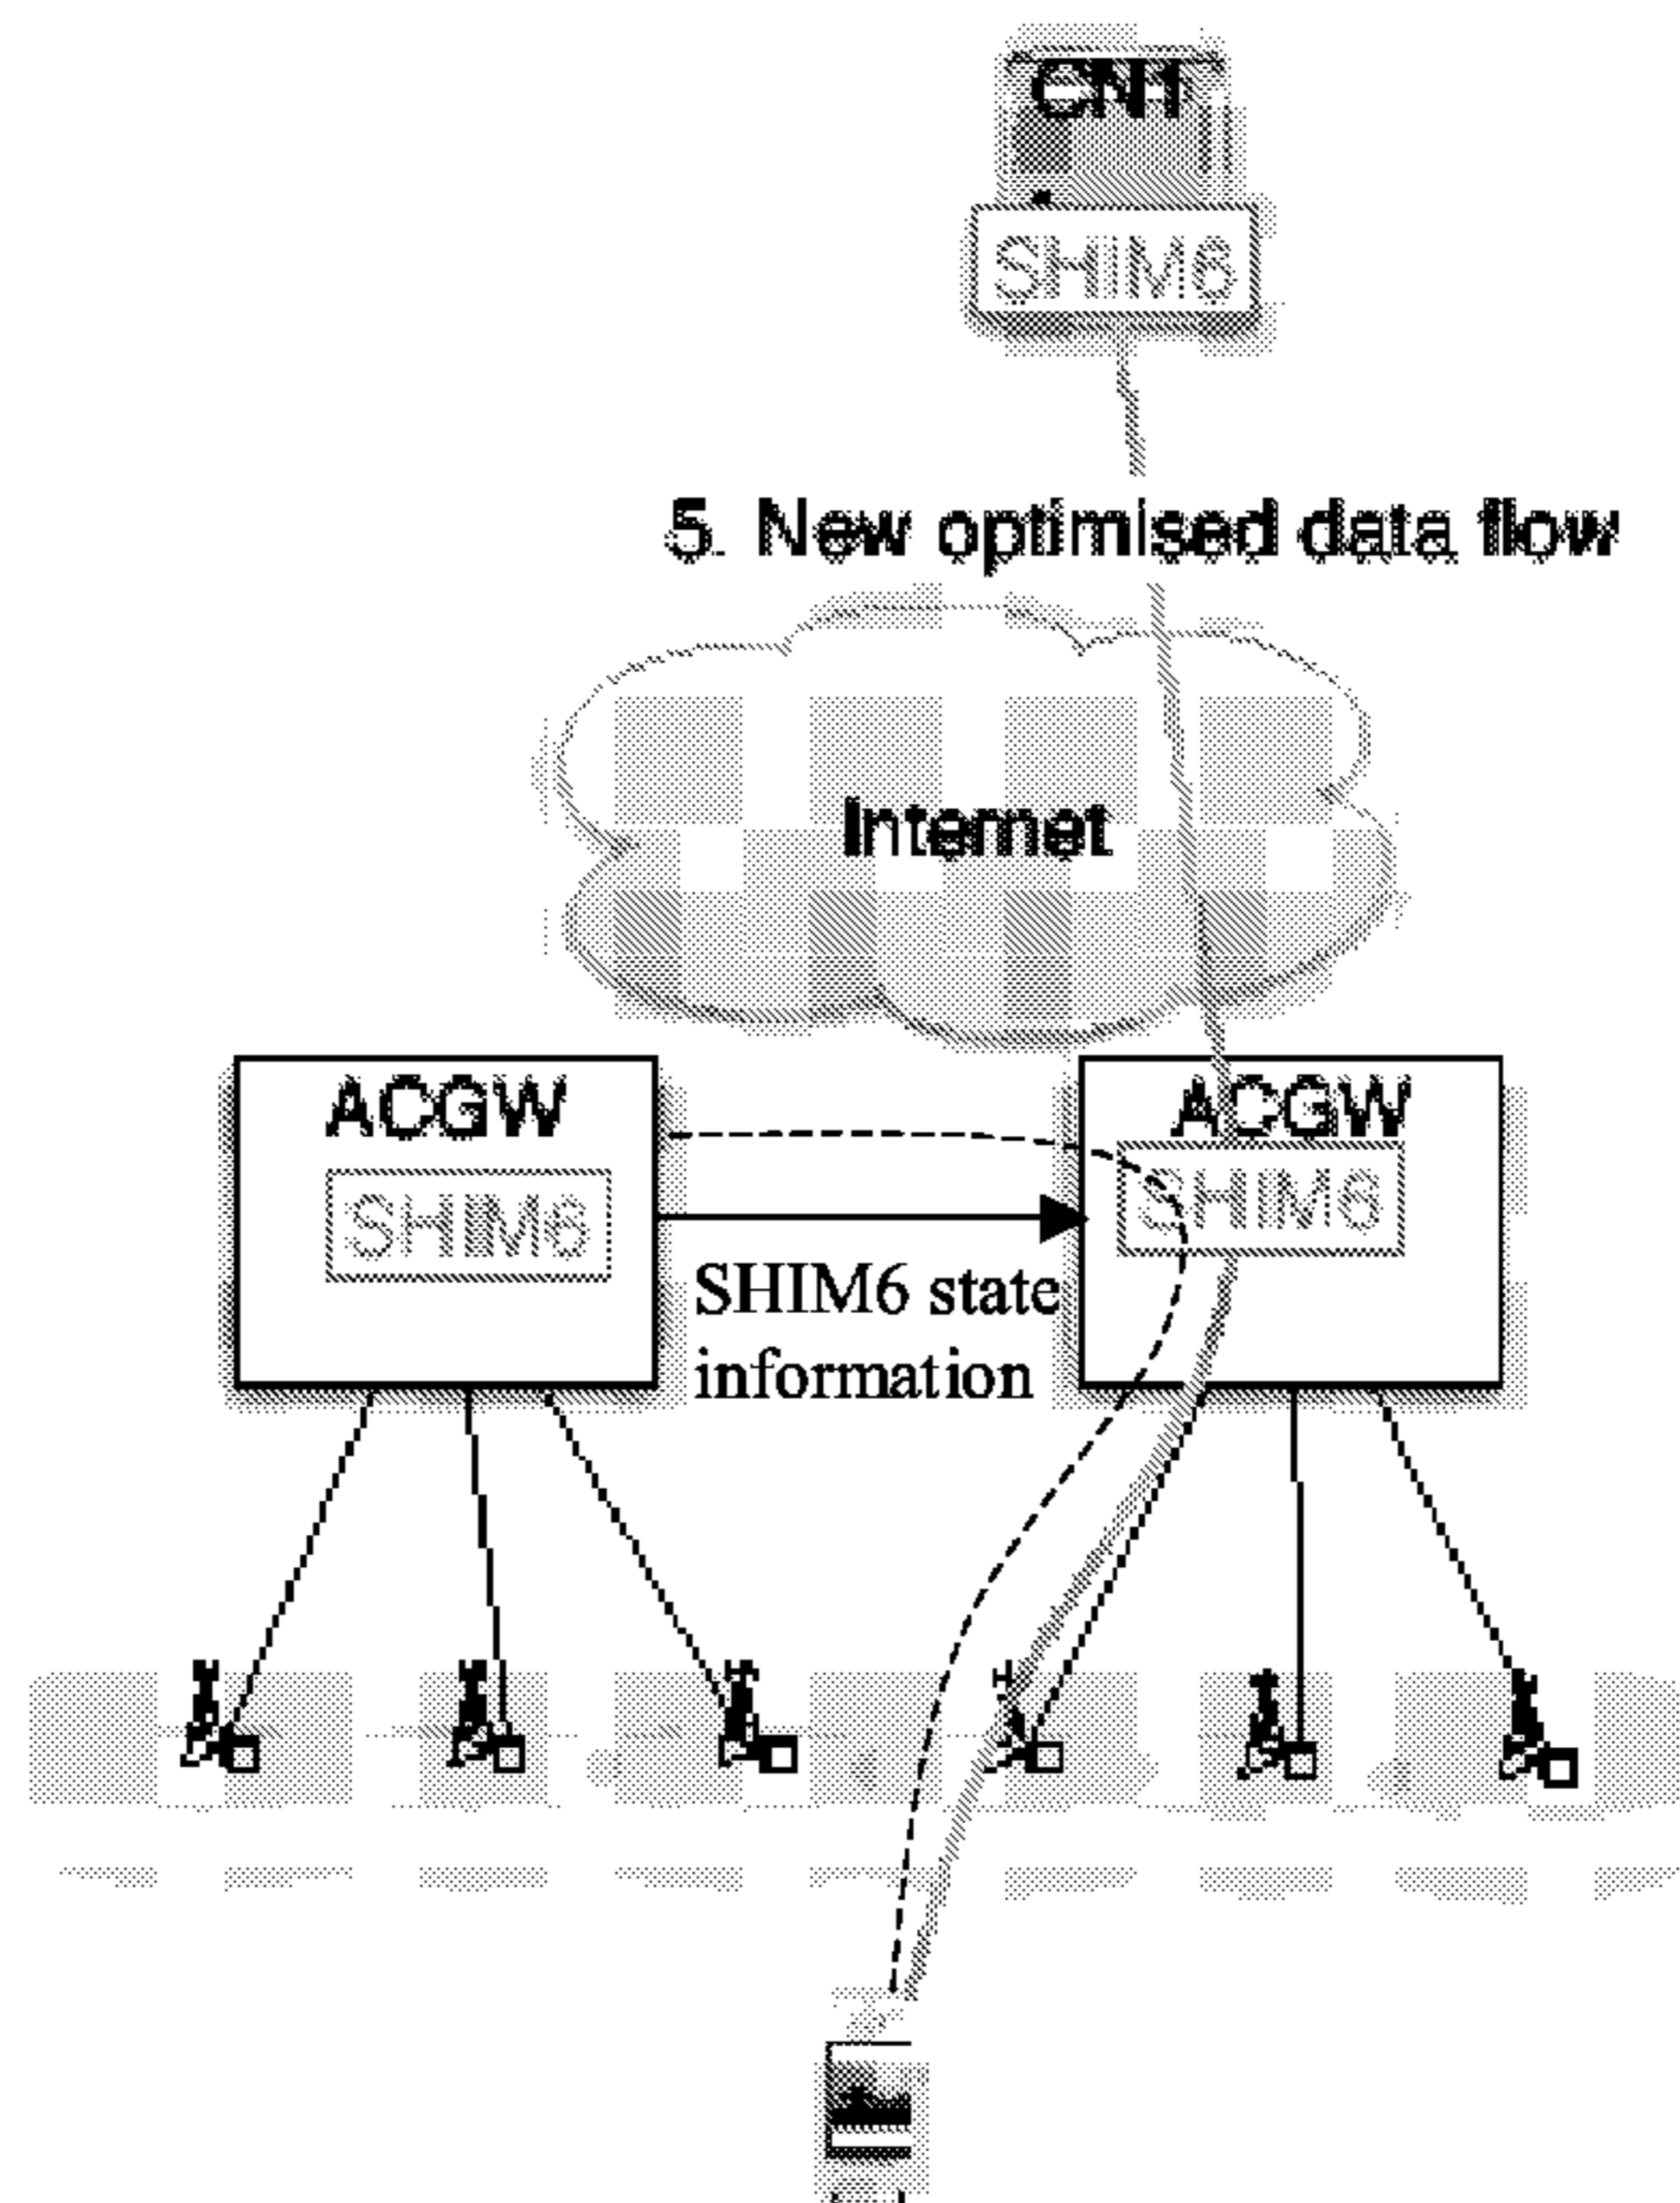 CN1
SHIM6
5. New optimised data flow
Internet
ACGW
SHIM6
SHIM6 state
information
ACGW
SHIM6